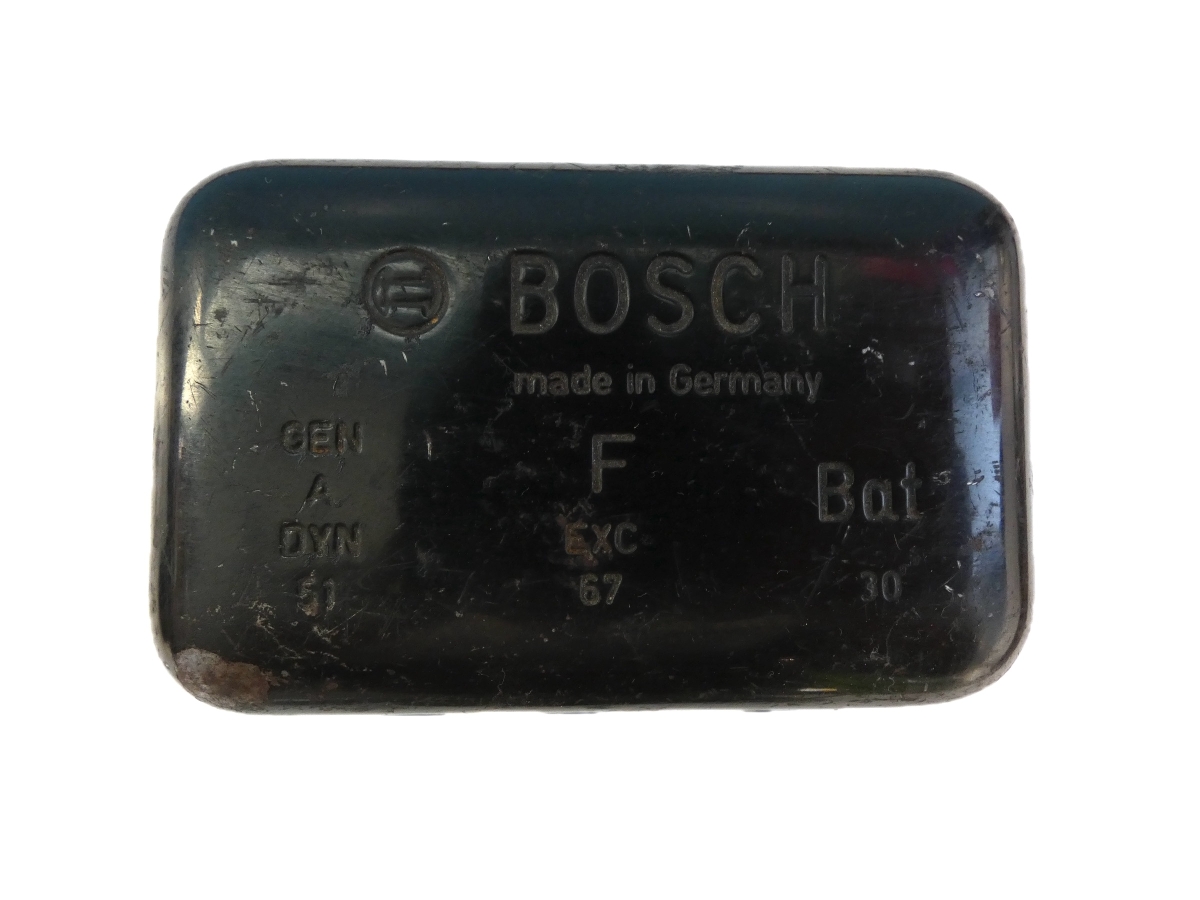 BOSCH
made in Germany
GEN
A
DYN
51
F
EXC
67
Bat
30